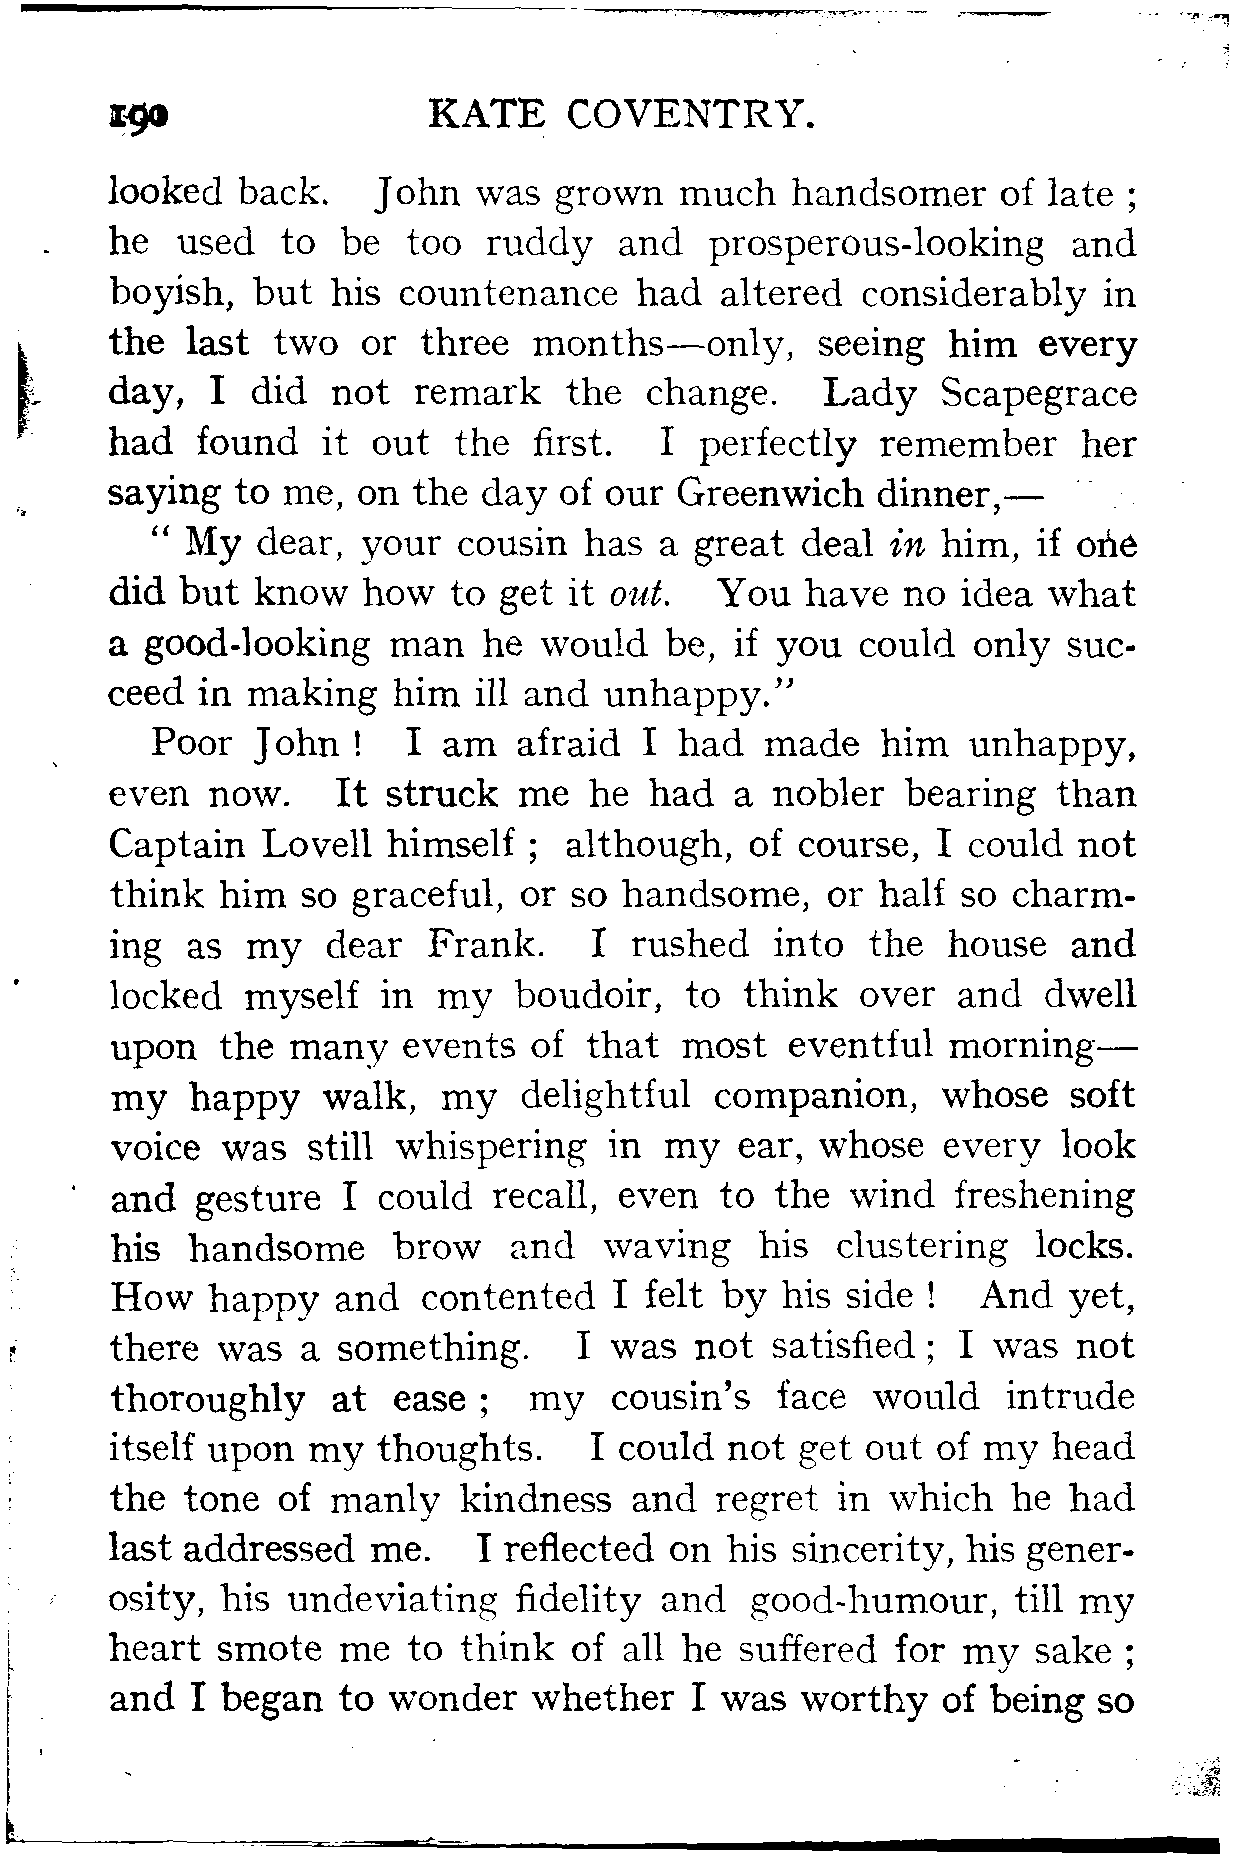 190 KATE COVENTRY.
looked back. John was grown much handsomer of late ;
he used to be too ruddy and prosperous-looking and
boyish, but his countenance had altered considerably in
the last two or three months—only, seeing him every
day, I did not remark the change. Lady Scapegrace
had found it out the first. I perfectly remember her
saying to me, on the day of our Greenwich dinner,—
“ My dear, your cousin has a great deal in him, if one
did but know how to get it out. You have no idea what
a good-looking man he would be, if you could only suc-
ceed in making him ill and unhappy.”
Poor John ! I am afraid I had made him unhappy,
even now. It struck me he had a nobler bearing than
Captain Lovell himself ; although, of course, I could not
think him so graceful, or so handsome, or half so charm-
ing as my dear Frank. I rushed into the house and
locked myself in my boudoir, to think over and dwell
upon the many events of that most eventful morning—
my happy walk, my delightful companion, whose soft
voice was still whispering in my ear, whose every look
and gesture I could recall, even to the wind freshening
his handsome brow and waving his clustering locks.
How happy and contented I felt by his side ! And yet,
there was a something. I was not satisfied ; I was not
thoroughly at ease ; my cousin’s face would intrude
itself upon my thoughts. I could not get out of my head
the tone of manly kindness and regret in which he had
last addressed me. I reflected on his sincerity, his gener-
osity, his undeviating fidelity and good-humour, till my
heart smote me to think of all he suffered for my sake ;
and I began to wonder whether I was worthy of being so